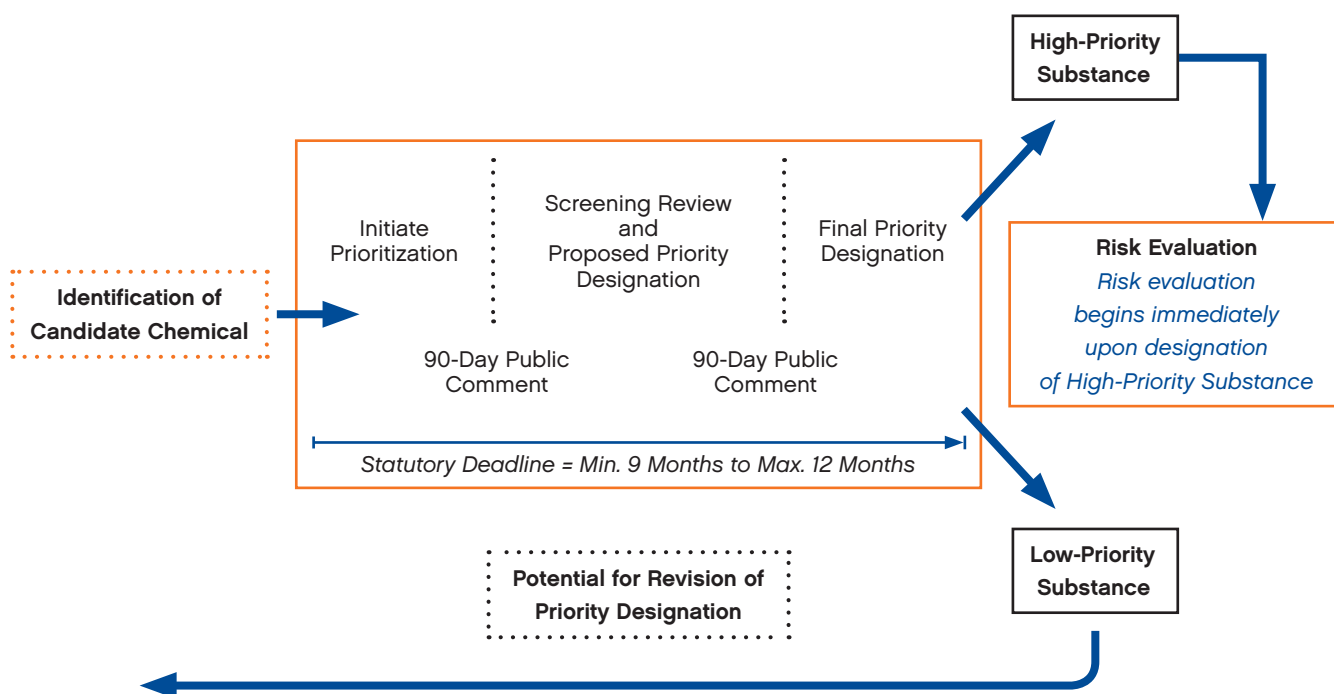 High-Priority
Substance
Initiate
Prioritization
Screening Review
and
Proposed Priority
Designation
Final Priority
Designation
Identification of
Candidate Chemical
90-Day Public
Comment
90-Day Public
Comment
Statutory Deadline = Min. 9 Months to Max. 12 Months
Risk Evaluation
Risk evaluation
begins immediately
upon designation
of High-Priority Substance
Low-Priority
Substance
Potential for Revision of
Priority Designation